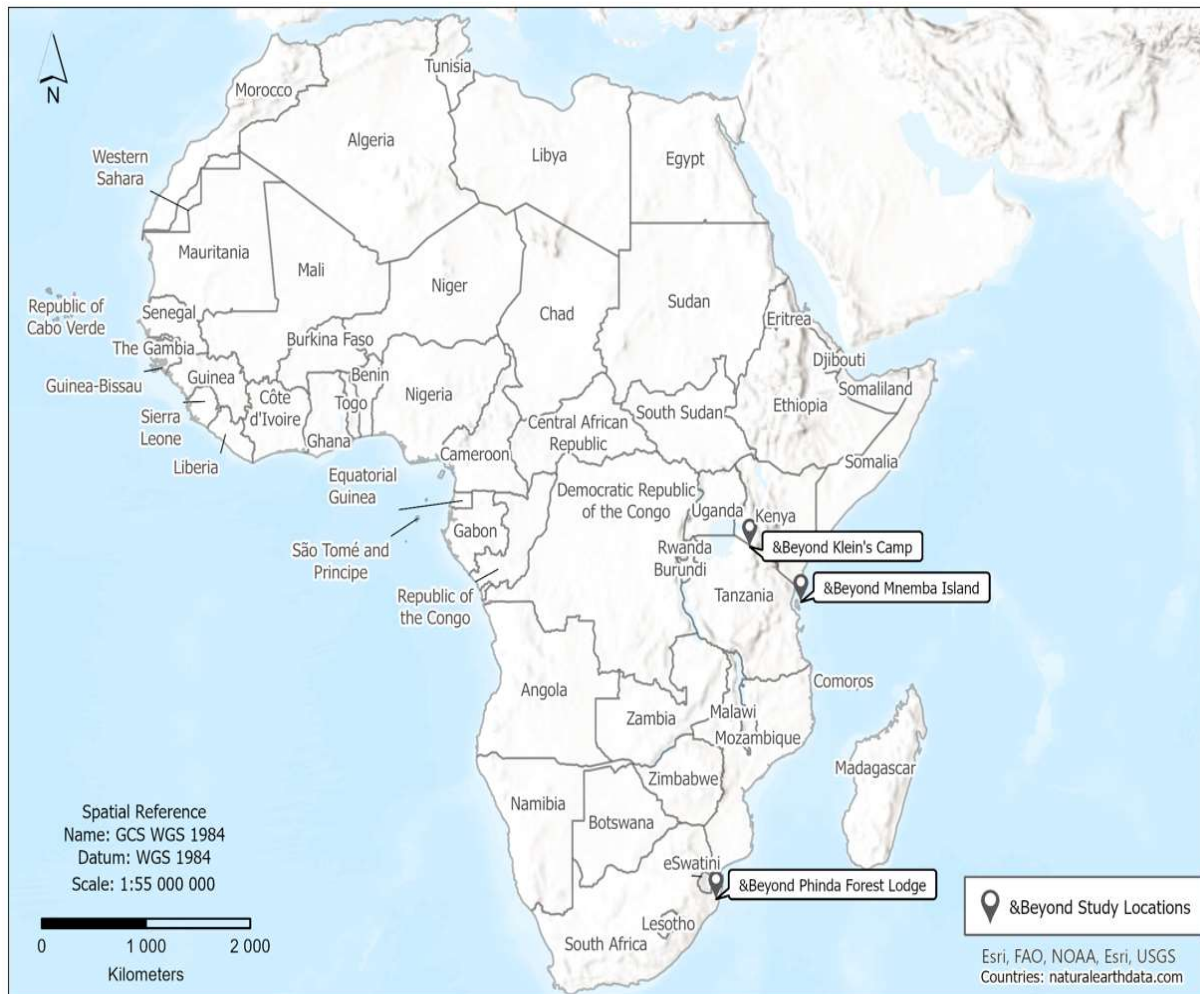 N
Morocco
Tunisia
Algeria
Libya
Egypt
Western
Sahara
Mauritania
Mali
Niger
Chad
Sudan
Eritrea
Republic of
Cabo Verde
Senegal
The Gambia
Guinea-Bissau
Guinea
Sierra
Leone
Liberia
Côte
d'Ivoire
Burkina Faso
Ghana
Togo
Benin
Nigeria
Cameroon
Central African
Republic
South Sudan
Ethiopia
Djibouti
Somaliland
Somalia
Equatorial
Guinea
São Tomé and
Principe
Gabon
Republic of
the Congo
Democratic Republic
of the Congo
Uganda
Kenya
Rwanda
Burundi
Tanzania
&Beyond Klein's Camp
&Beyond Mnemba Island
Comoros
Angola
Zambia
Malawi
Mozambique
Zimbabwe
Madagascar
Namibia
Botswana
eSwatini
&Beyond Phinda Forest Lodge
Lesotho
South Africa
Spatial Reference
Name: GCS WGS 1984
Datum: WGS 1984
Scale: 1:55 000 000
0 1 000 2 000
Kilometers
&Beyond Study Locations
Esri, FAO, NOAA, Esri, USGS
Countries: naturalearthdata.com